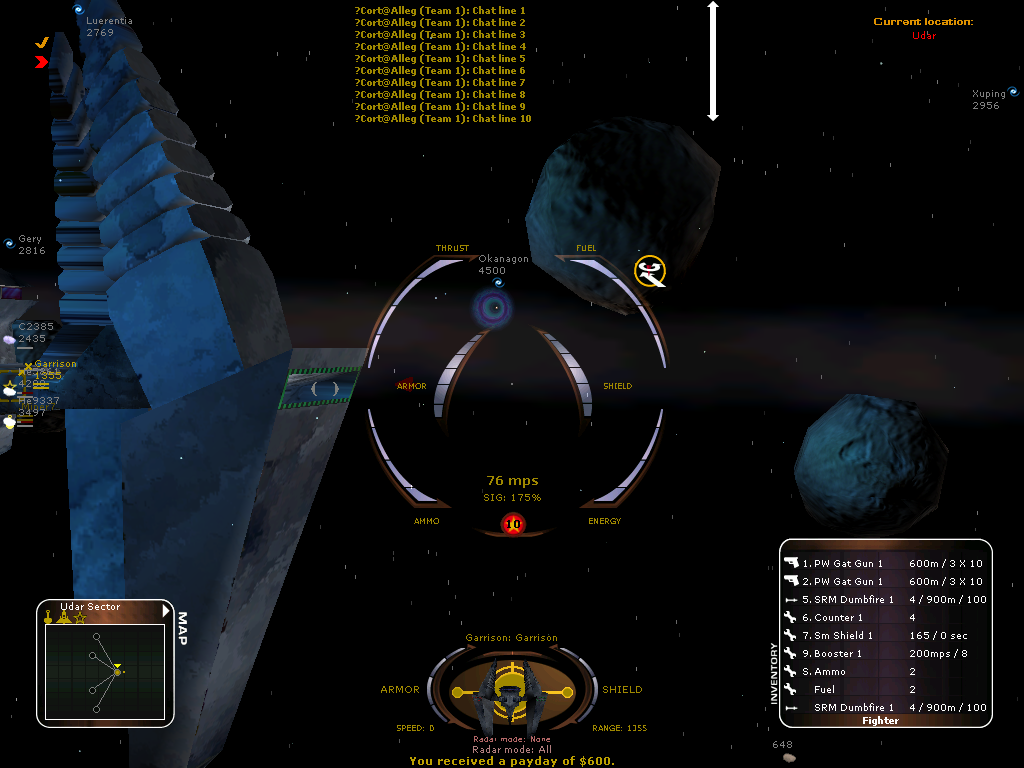 ?Cort@Alleg (Team 1): Chat line 1
?Cort@Alleg (Team 1): Chat line 2
?Cort@Alleg (Team 1): Chat line 3
?Cort@Alleg (Team 1): Chat line 4
?Cort@Alleg (Team 1): Chat line 5
?Cort@Alleg (Team 1): Chat line 6
?Cort@Alleg (Team 1): Chat line 7
?Cort@Alleg (Team 1): Chat line 8
?Cort@Alleg (Team 1): Chat line 9
?Cort@Alleg (Team 1): Chat line 10
Current location:
Udar
Luerentia
2769
Xuping
2956
Gery
2816
THRUST
FUEL
Okanagon
4500
C2385
2435
Garrison
1355
He9337
3497
ARMOR
SHIELD
76 mps
SIG: 175%
AMMO
10
ENERGY
Udar Sector
MAP
Garrison: Garrison
ARMOR
SHIELD
SPEED: 0
RANGE: 1355
Radar mode: None
Radar mode: All
You received a payday of $600.
INVENTORY
1. PW Gat Gun 1 600m / 3 X 10
2. PW Gat Gun 1 600m / 3 X 10
5. SRM Dumbfire 1 4 / 900m / 100
6. Counter 1 4
7. Sm Shield 1 165 / 0 sec
9. Booster 1 200mps / 8
S. Ammo 2
Fuel 2
SRM Dumbfire 1 4 / 900m / 100
Fighter
648